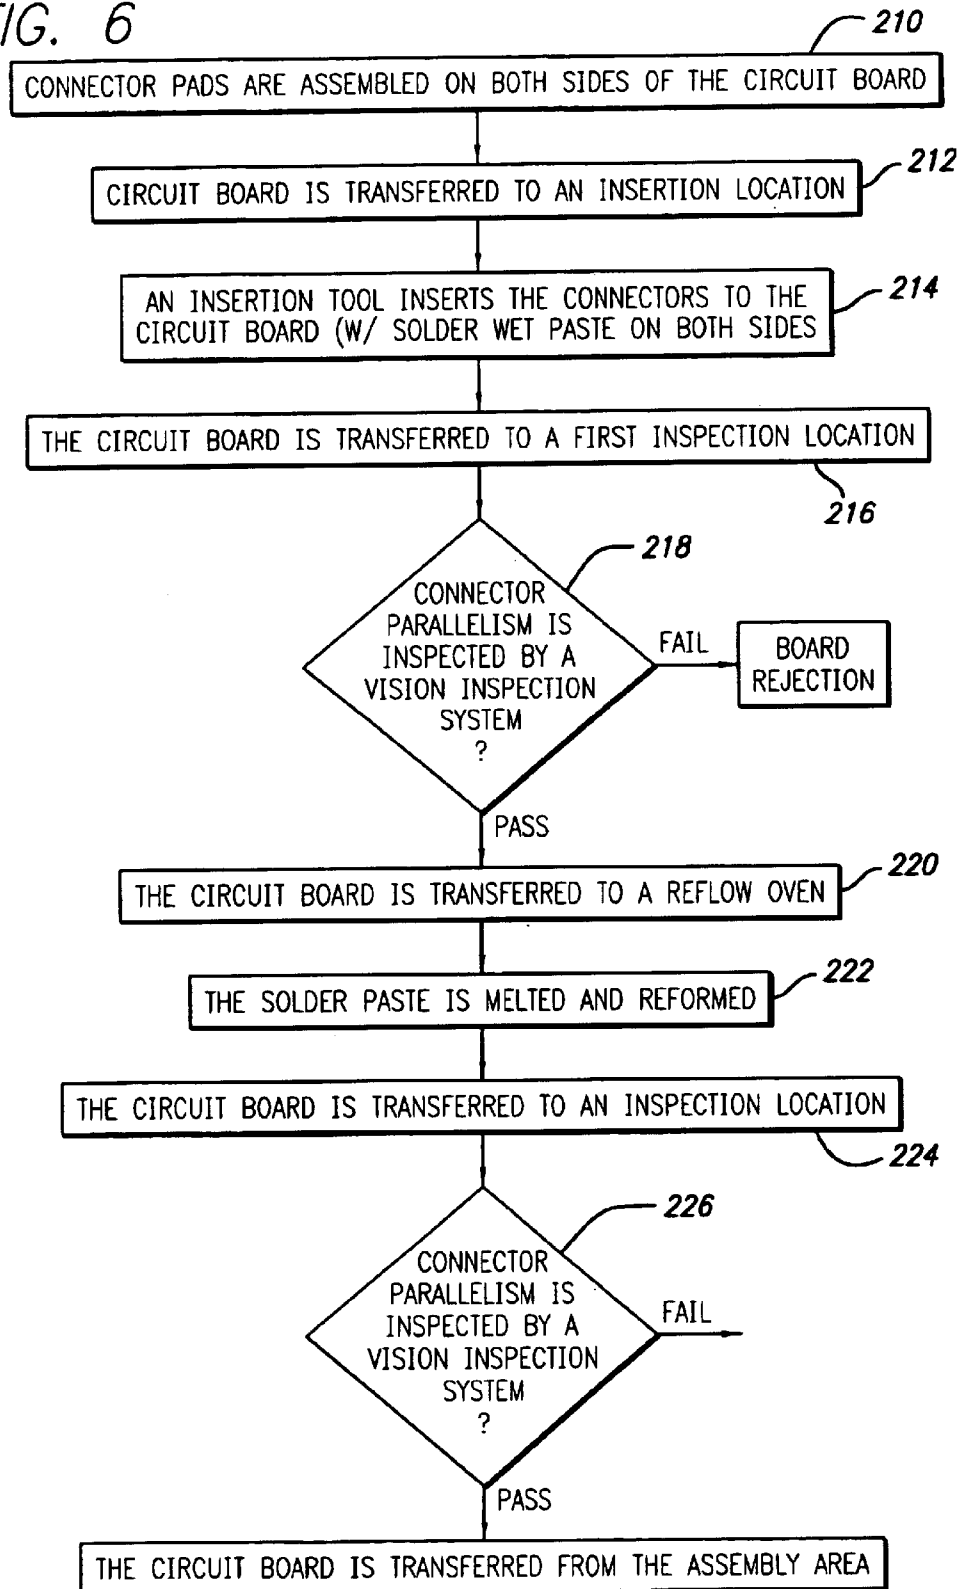 FIG. 6
210
CONNECTOR PADS ARE ASSEMBLED ON BOTH SIDES OF THE CIRCUIT BOARD
212
CIRCUIT BOARD IS TRANSFERRED TO AN INSERTION LOCATION
214
AN INSERTION TOOL INSERTS THE CONNECTORS TO THE
CIRCUIT BOARD (W/ SOLDER WET PASTE ON BOTH SIDES
THE CIRCUIT BOARD IS TRANSFERRED TO A FIRST INSPECTION LOCATION
216
218
CONNECTOR
PARALLELISM IS
INSPECTED BY A
VISION INSPECTION
SYSTEM
?
FAIL
BOARD
REJECTION
PASS
220
THE CIRCUIT BOARD IS TRANSFERRED TO A REFLOW OVEN
222
THE SOLDER PASTE IS MELTED AND REFORMED
THE CIRCUIT BOARD IS TRANSFERRED TO AN INSPECTION LOCATION
224
226
CONNECTOR
PARALLELISM IS
INSPECTED BY A
VISION INSPECTION
SYSTEM
?
FAIL
PASS
THE CIRCUIT BOARD IS TRANSFERRED FROM THE ASSEMBLY AREA